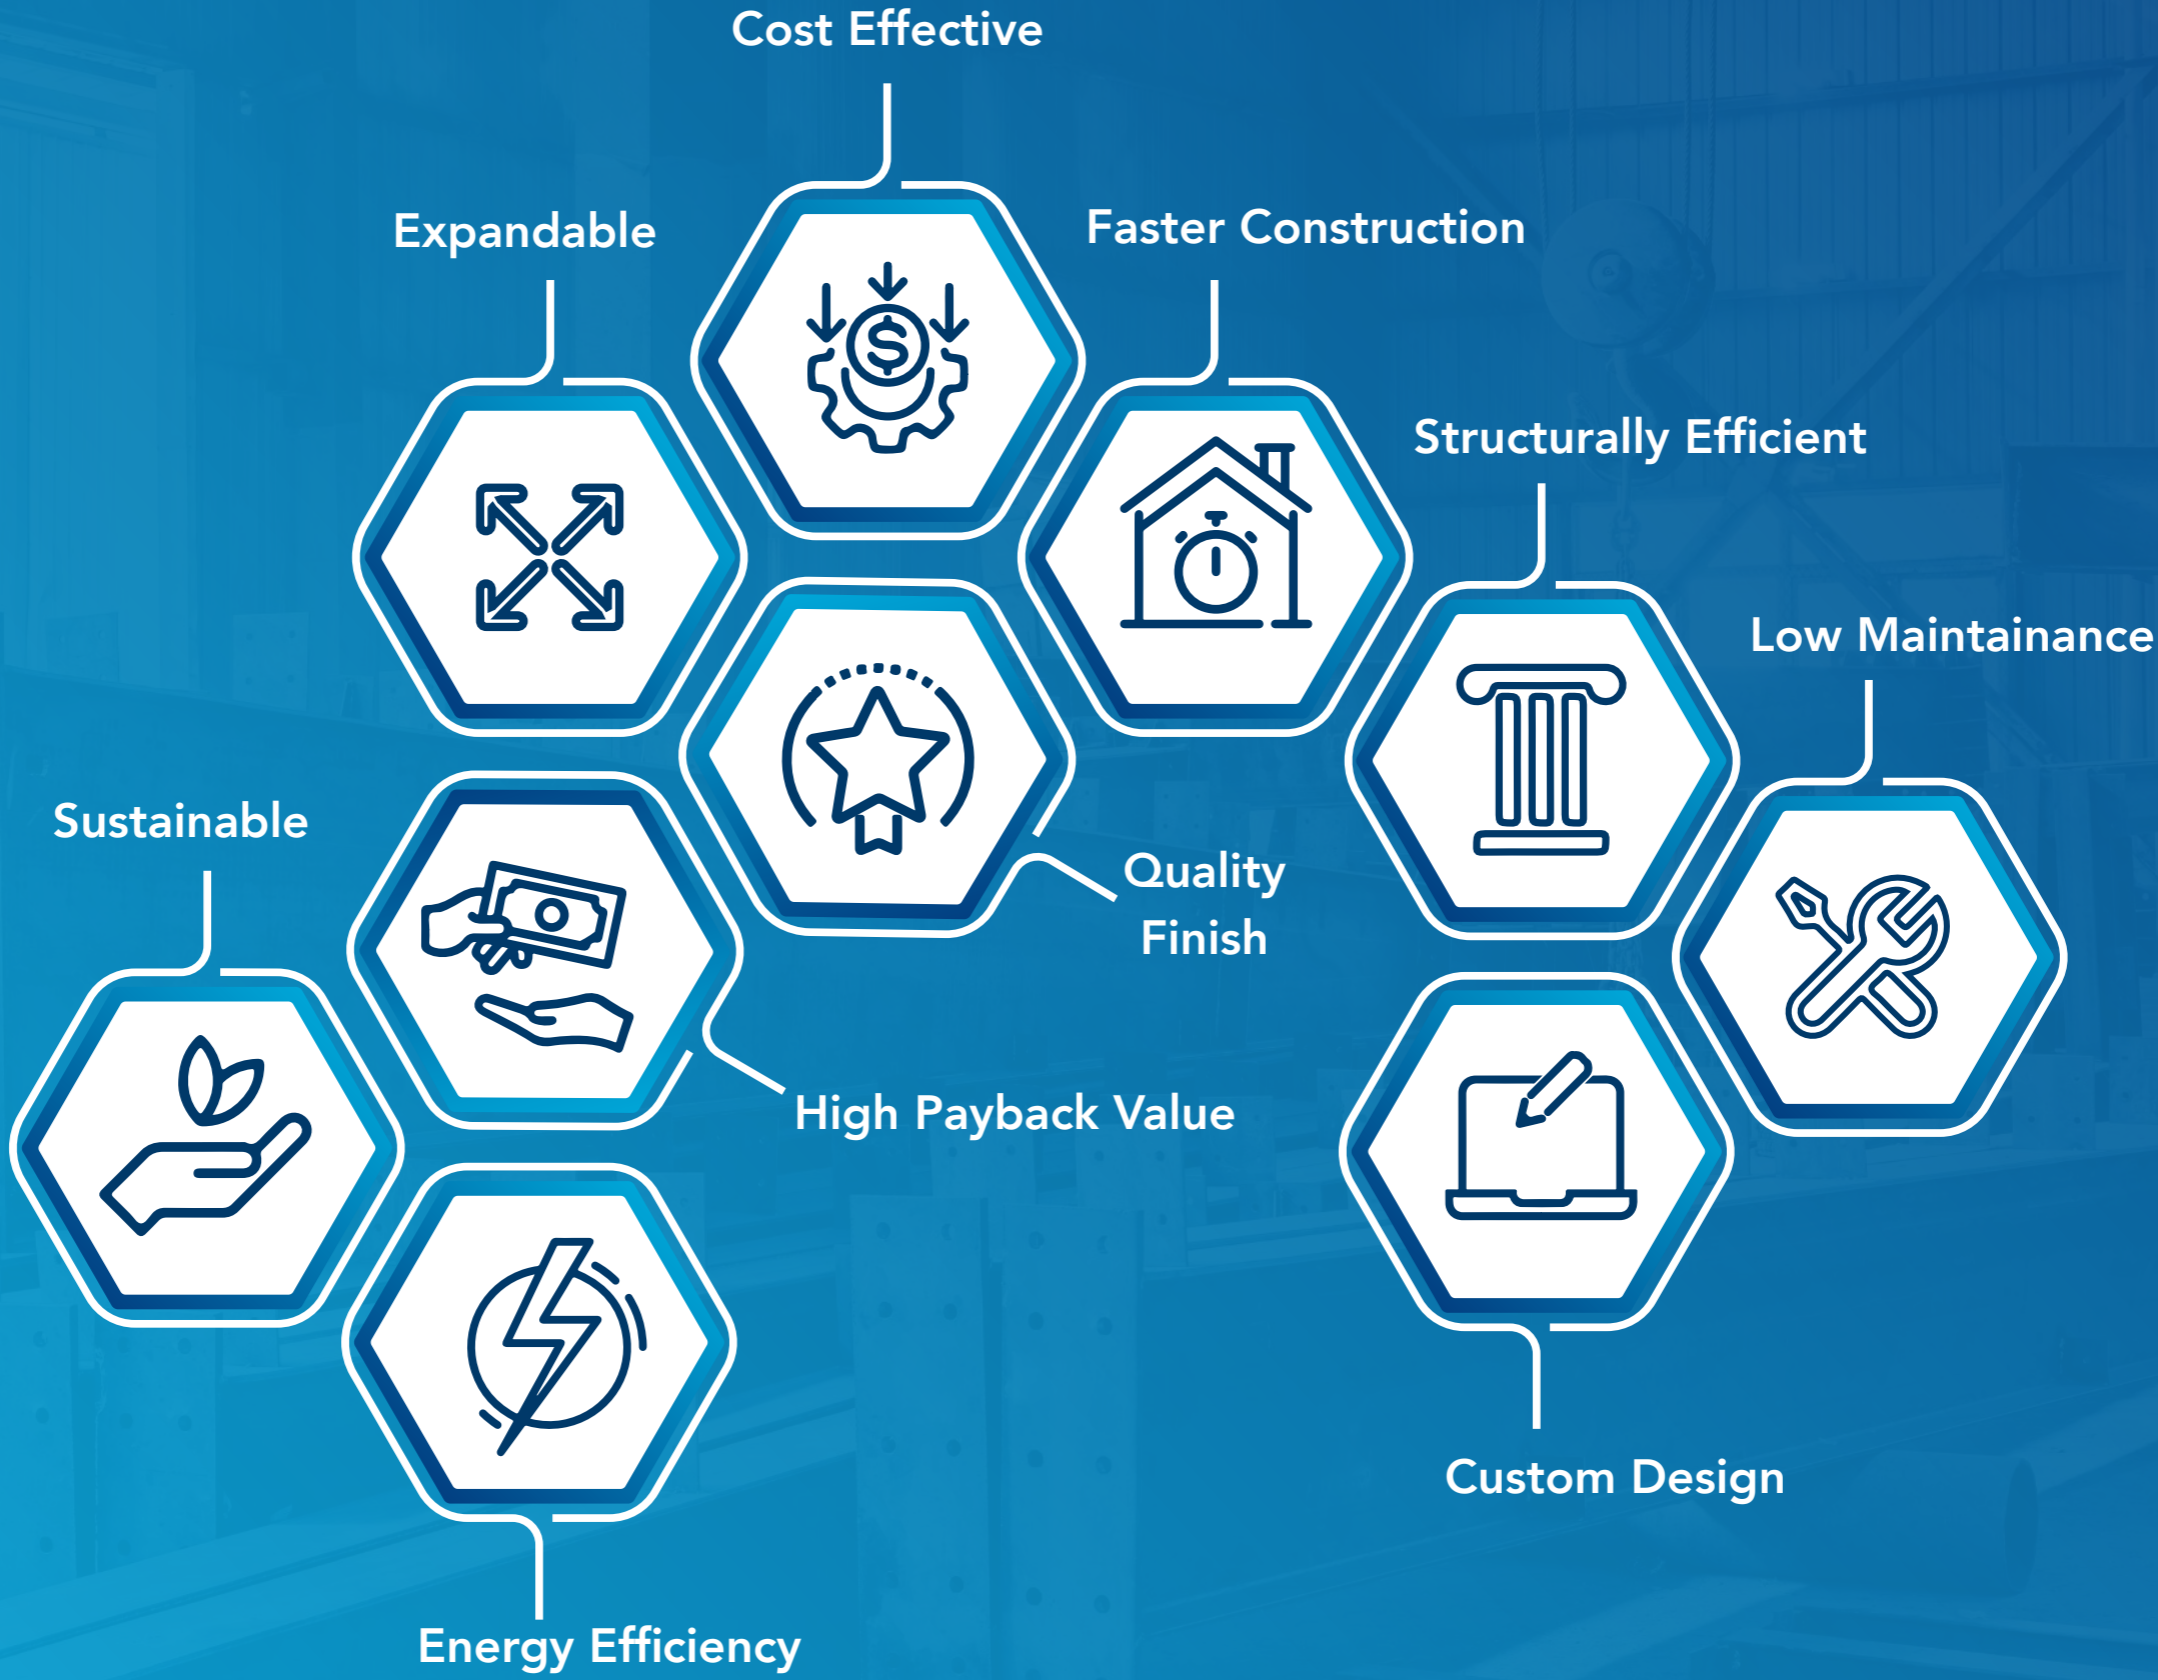 Cost Effective
Expandable
Faster Construction
Structurally Efficient
Low Maintainance
Sustainable
Quality
Finish
High Payback Value
Custom Design
Energy Efficiency